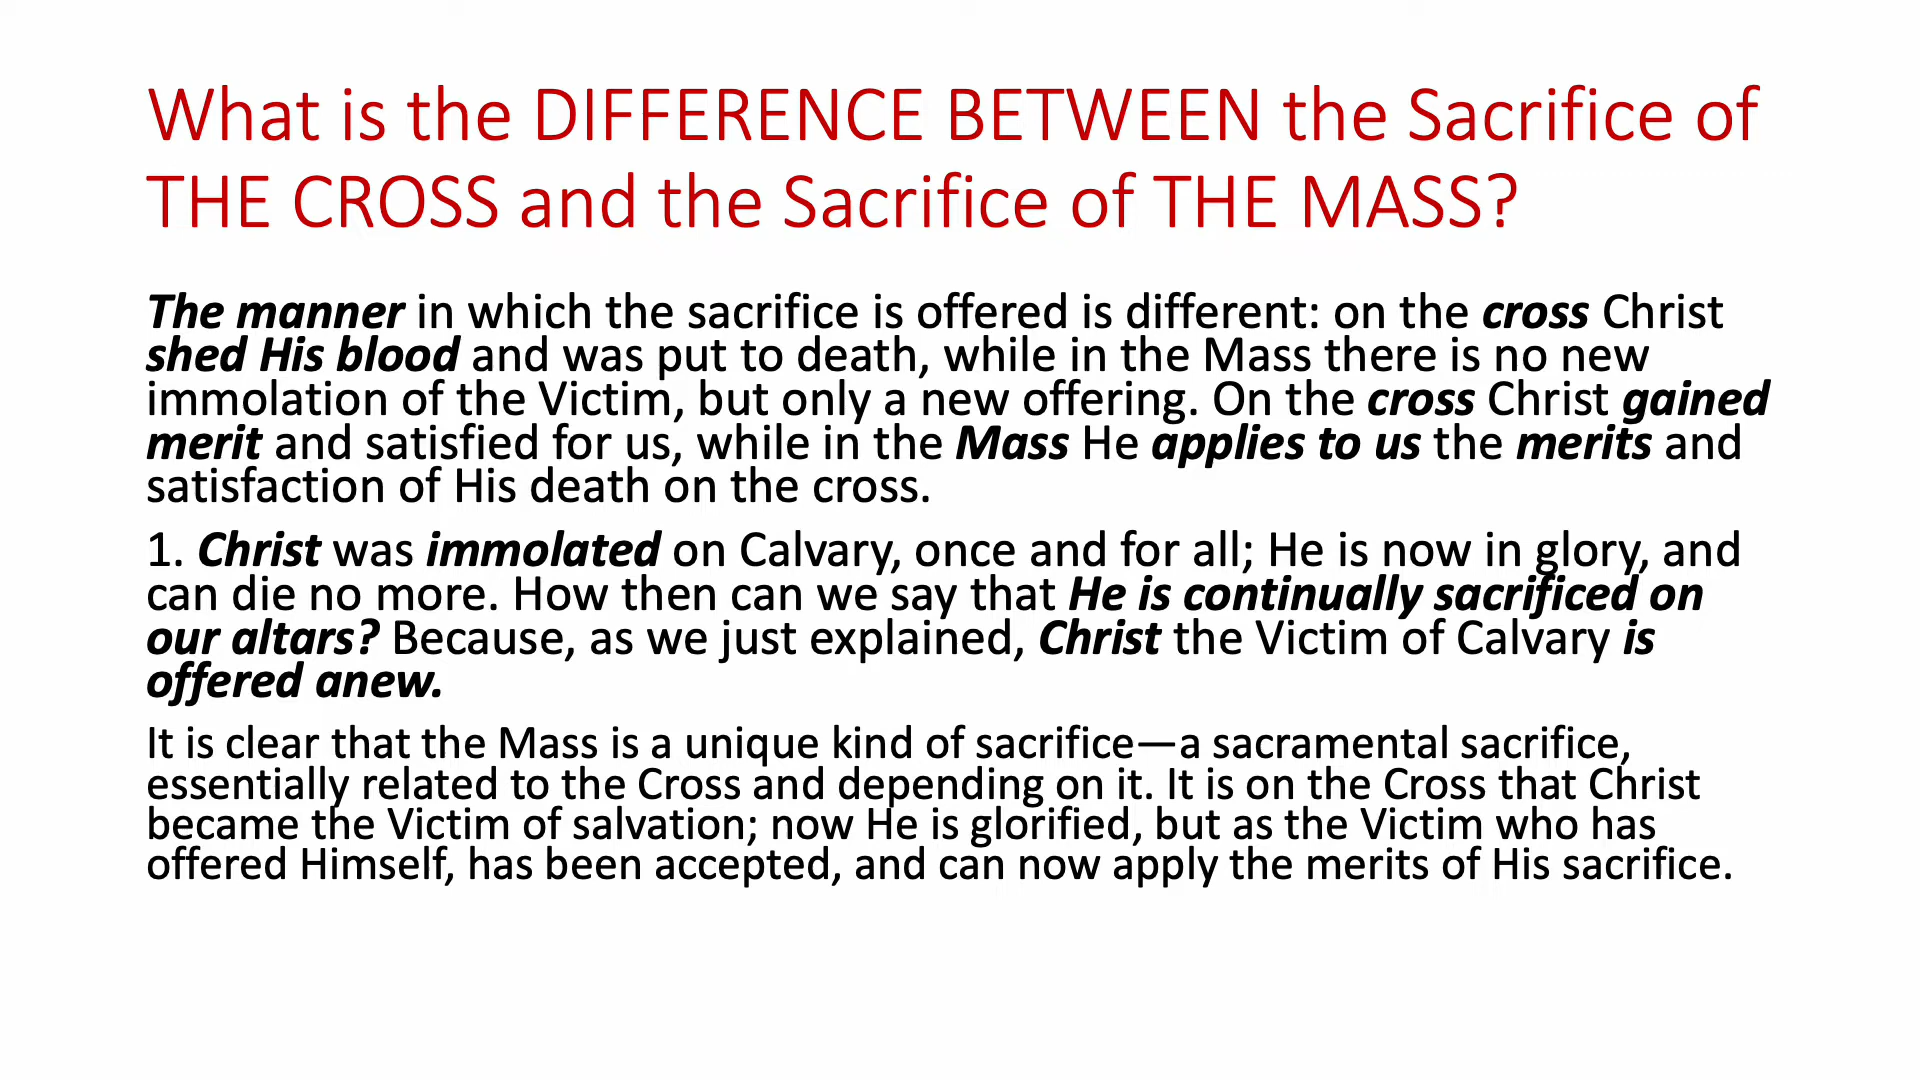 What is the DIFFERENCE BETWEEN the Sacrifice of
THE CROSS and the Sacrifice of THE MASS?
The manner in which the sacrifice is offered is different: on the cross Christ
shed His blood and was put to death, while in the Mass there is no new
immolation of the Victim, but only a new offering. On the cross Christ gained
merit and satisfied for us, while in the Mass He applies to us the merits and
satisfaction of His death on the cross.
1. Christ was immolated on Calvary, once and for all; He is now in glory, and
can die no more. How then can we say that He is continually sacrificed on
our altars? Because, as we just explained, Christ the Victim of Calvary is
offered anew.
It is clear that the Mass is a unique kind of sacrifice—a sacramental sacrifice,
essentially related to the Cross and depending on it. It is on the Cross that Christ
became the Victim of salvation; now He is glorified, but as the Victim who has
offered Himself, has been accepted, and can now apply the merits of His sacrifice.